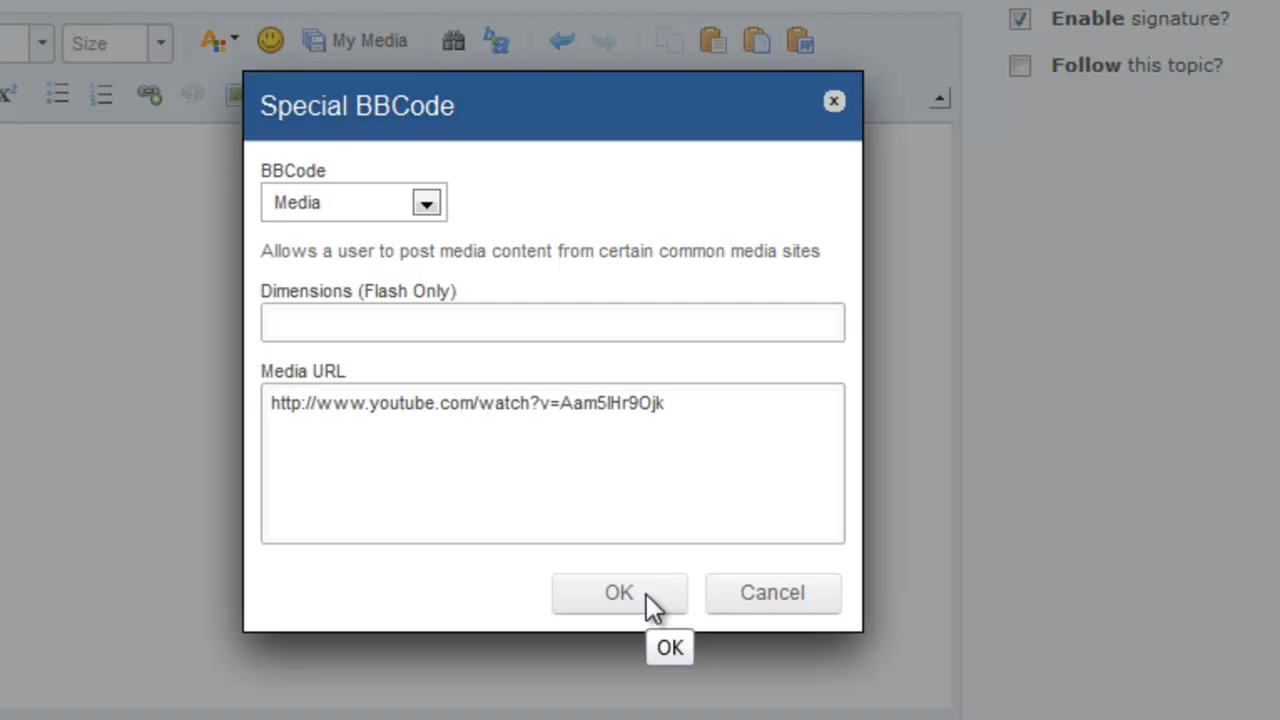 Enable signature?
Size
My Media
Follow this topic?
x²
Special BBCode
BBCode
Media
Allows a user to post media content from certain common media sites
Dimensions (Flash Only)
Media URL
http://www.youtube.com/watch?v=Aam5lHr9Ojk
OK
Cancel
OK